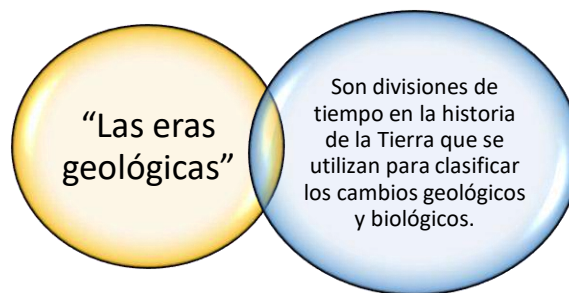 “Las eras
geológicas”
Son divisiones de
tiempo en la historia
de la Tierra que se
utilizan para clasificar
los cambios geológicos
y biológicos.